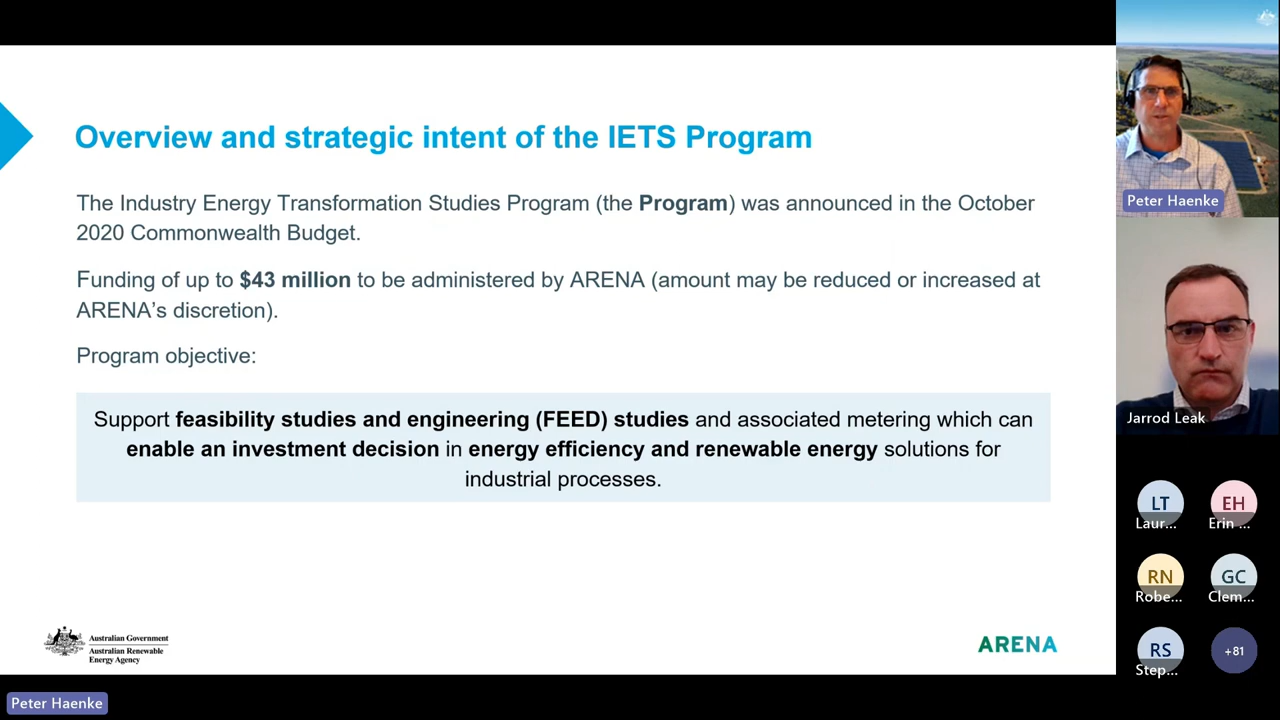 Overview and strategic intent of the IETS Program
The Industry Energy Transformation Studies Program (the Program) was announced in the October
2020 Commonwealth Budget.
Funding of up to $43 million to be administered by ARENA (amount may be reduced or increased at
ARENA's discretion).
Program objective:
Support feasibility studies and engineering (FEED) studies and associated metering which can
enable an investment decision in energy efficiency and renewable energy solutions for
industrial processes.
Australian Government
Australian Renewable
Energy Agency
ARENA
Peter Haenke
Peter Haenke
Jarrod Leak
LT
Laur...
EH
Erin ...
RN
Robe...
GC
Clem...
RS
Step...
+81